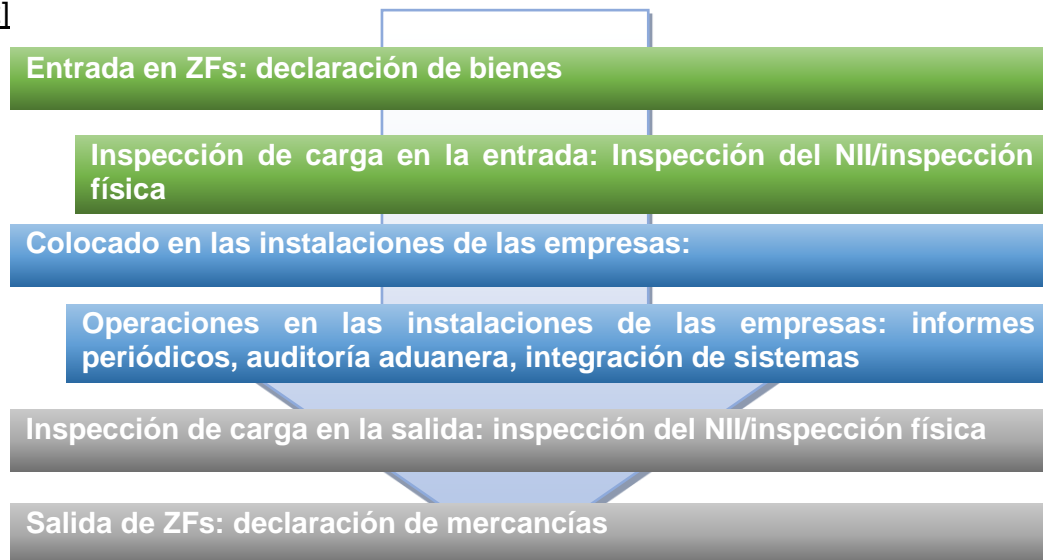 ]
Entrada en ZFs: declaración de bienes
Inspección de carga en la entrada: Inspección del NII/inspección
física
Colocado en las instalaciones de las empresas:
Operaciones en las instalaciones de las empresas: informes
periódicos, auditoría aduanera, integración de sistemas
Inspección de carga en la salida: inspección del NII/inspección física
Salida de ZFs: declaración de mercancías